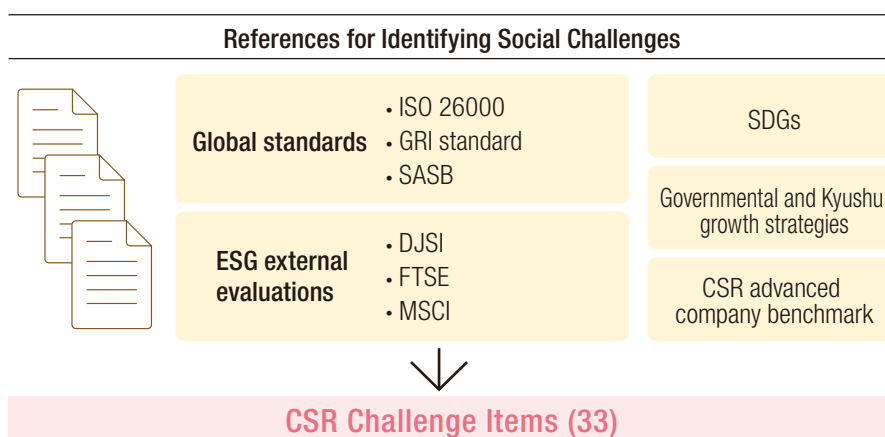 References for Identifying Social Challenges
Global standards
• ISO 26000
• GRI standard
• SASB
ESG external
evaluations
• DJSI
• FTSE
• MSCI
SDGs
Governmental and Kyushu
growth strategies
CSR advanced
company benchmark
CSR Challenge Items (33)